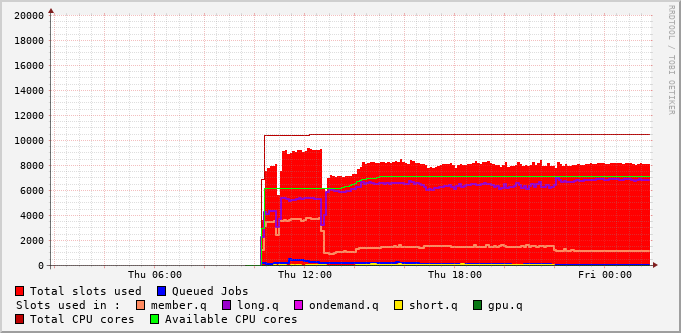 20000
18000
16000
14000
12000
10000
8000
6000
4000
2000
0
Thu 06:00 Thu 12:00 Thu 18:00 Fri 00:00
RRDTOOL / TOBI OETIKER
Total slots used Queued Jobs
Slots used in : member.q long.q ondemand.q short.q gpu.q
Total CPU cores Available CPU cores